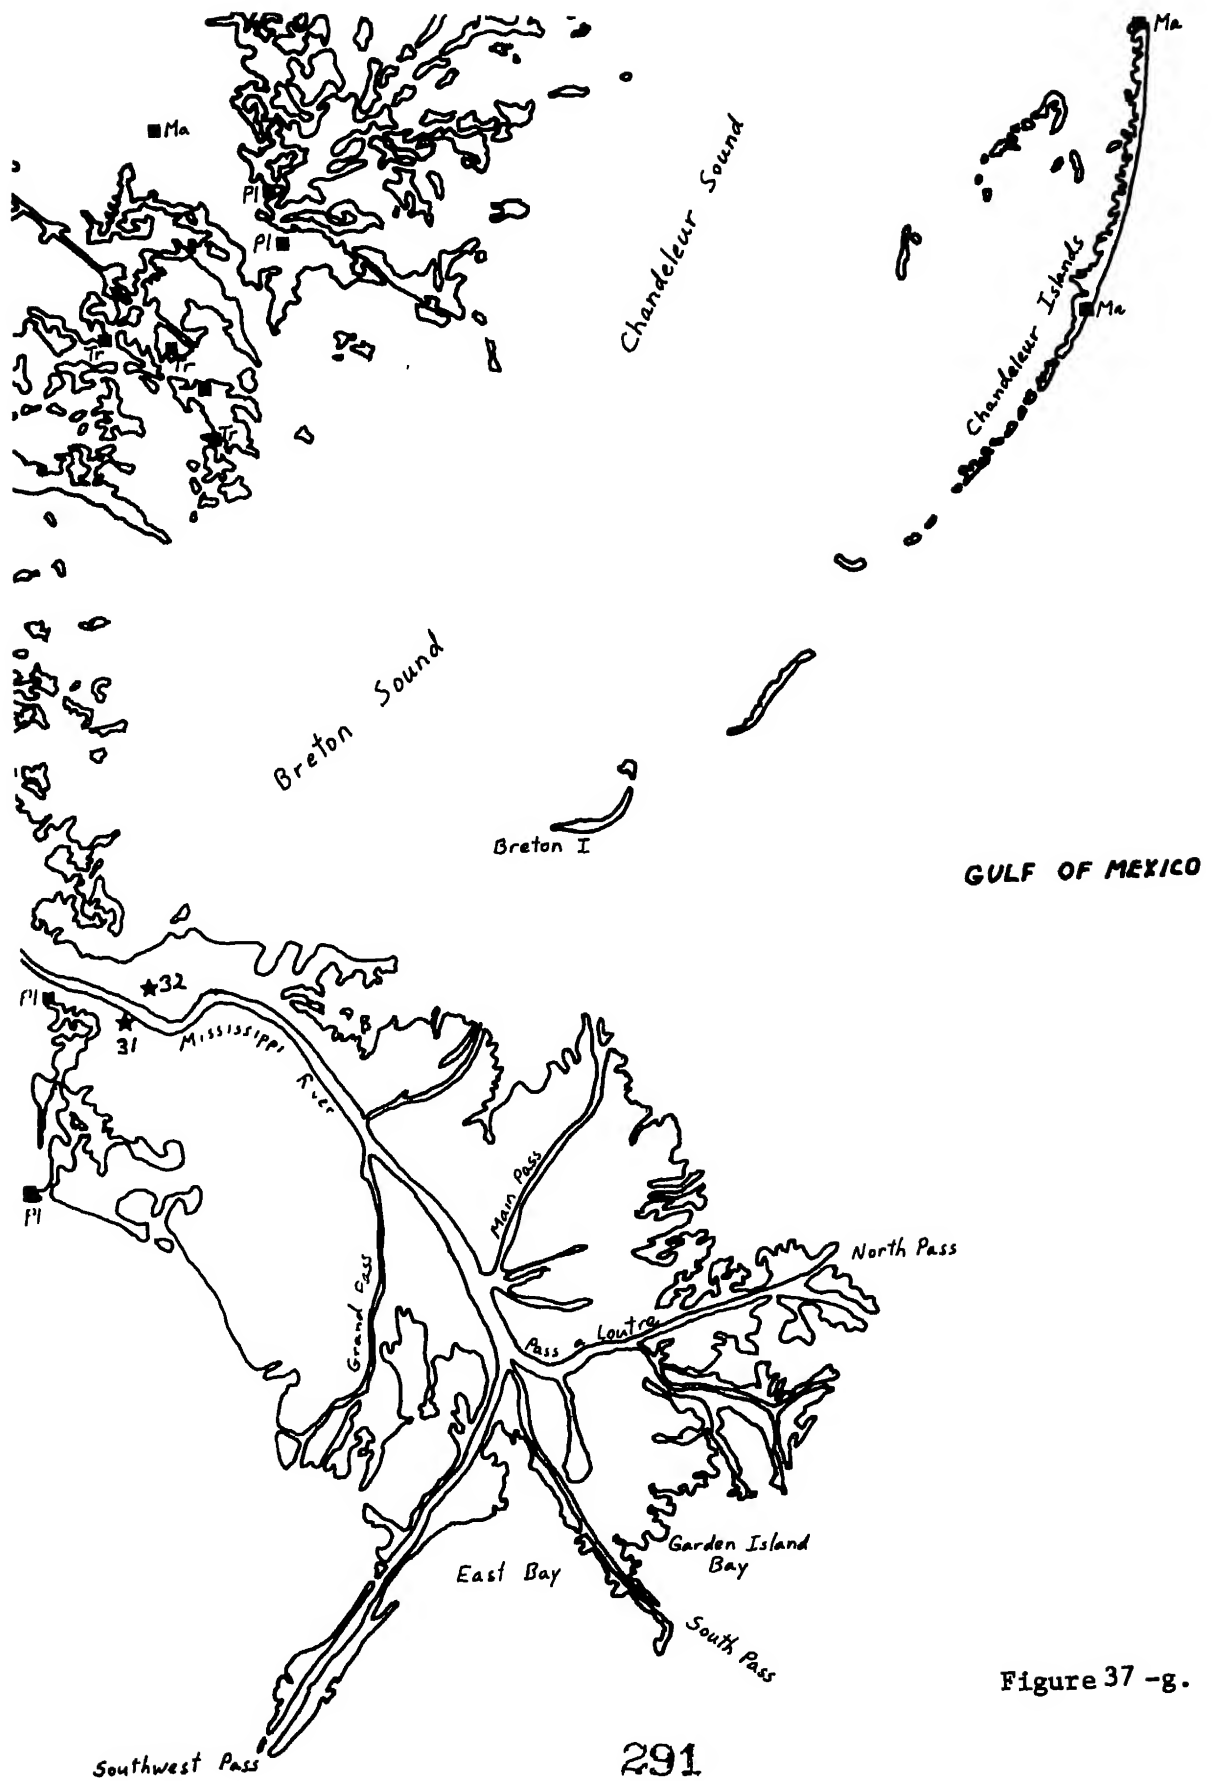 Ma
Ma
Pl
Pl
Chandeleur Sound
Chandeleur Islands
Ma
Tr
Tr
Tr
Breton Sound
Breton I
GULF OF MEXICO
32
Pl
31
Mississippi River
Main Pass
Pl
North Pass
Grand Pass
Pass a Loutre
Garden Island
Bay
East Bay
South Pass
Figure 37 -g.
Southwest Pass
291